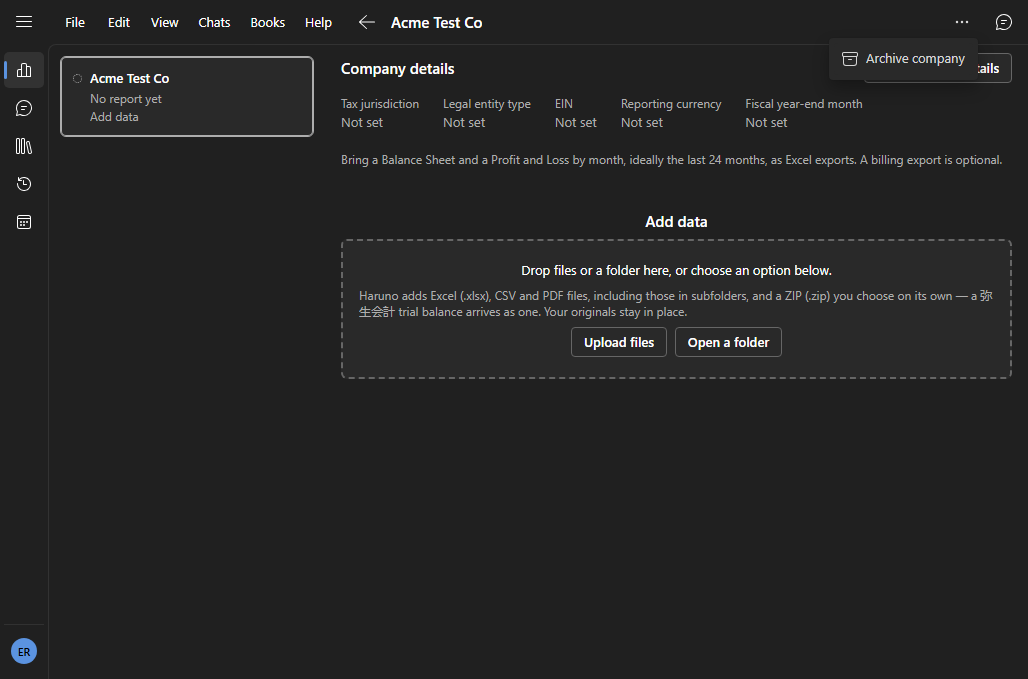 File Edit View Chats Books Help Acme Test Co
Archive company
Acme Test Co
No report yet
Add data
Company details
Tax jurisdiction Legal entity type EIN Reporting currency Fiscal year-end month
Not set Not set Not set Not set Not set
Bring a Balance Sheet and a Profit and Loss by month, ideally the last 24 months, as Excel exports. A billing export is optional.
Add data
Drop files or a folder here, or choose an option below.
Haruno adds Excel (.xlsx), CSV and PDF files, including those in subfolders, and a ZIP (.zip) you choose on its own — a 弥
生会計 trial balance arrives as one. Your originals stay in place.
Upload files Open a folder
ER